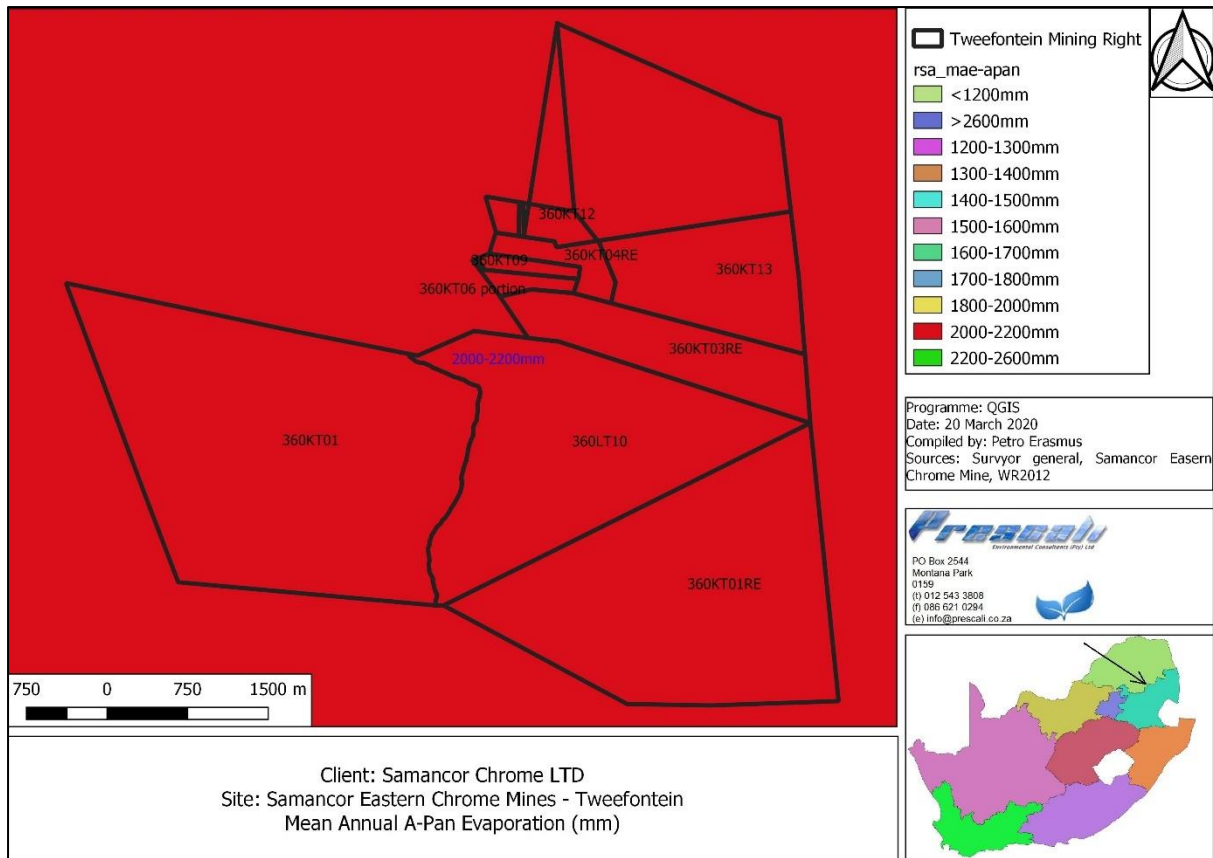 360KT12
360KT04RE
360KT09
360KT13
360KT06 portion
360KT03RE
2000-2200mm
360KT01
360LT10
360KT01RE
750 0 750 1500 m
Tweefontein Mining Right
rsa_mae-apan
<1200mm
>2600mm
1200-1300mm
1300-1400mm
1400-1500mm
1500-1600mm
1600-1700mm
1700-1800mm
1800-2000mm
2000-2200mm
2200-2600mm
Programme: QGIS
Date: 20 March 2020
Compiled by: Petro Erasmus
Sources: Survyor general, Samancor Easern
Chrome Mine, WR2012
Prescali
Environmental Consultants (Pty) Ltd
PO Box 2544
Montana Park
0159
(t) 012 543 3808
(f) 086 621 0294
(e) info@prescali.co.za
Client: Samancor Chrome LTD
Site: Samancor Eastern Chrome Mines - Tweefontein
Mean Annual A-Pan Evaporation (mm)